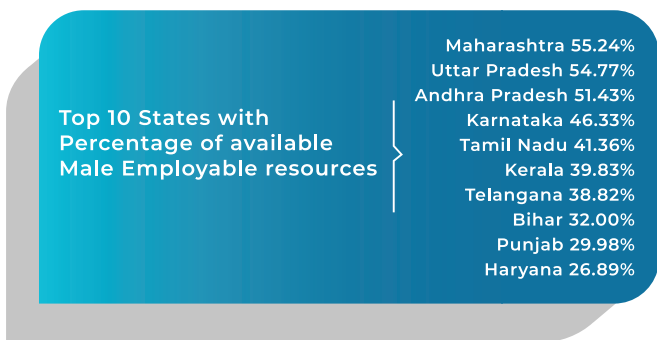 Top 10 States with
Percentage of available
Male Employable resources
Maharashtra 55.24%
Uttar Pradesh 54.77%
Andhra Pradesh 51.43%
Karnataka 46.33%
Tamil Nadu 41.36%
Kerala 39.83%
Telangana 38.82%
Bihar 32.00%
Punjab 29.98%
Haryana 26.89%